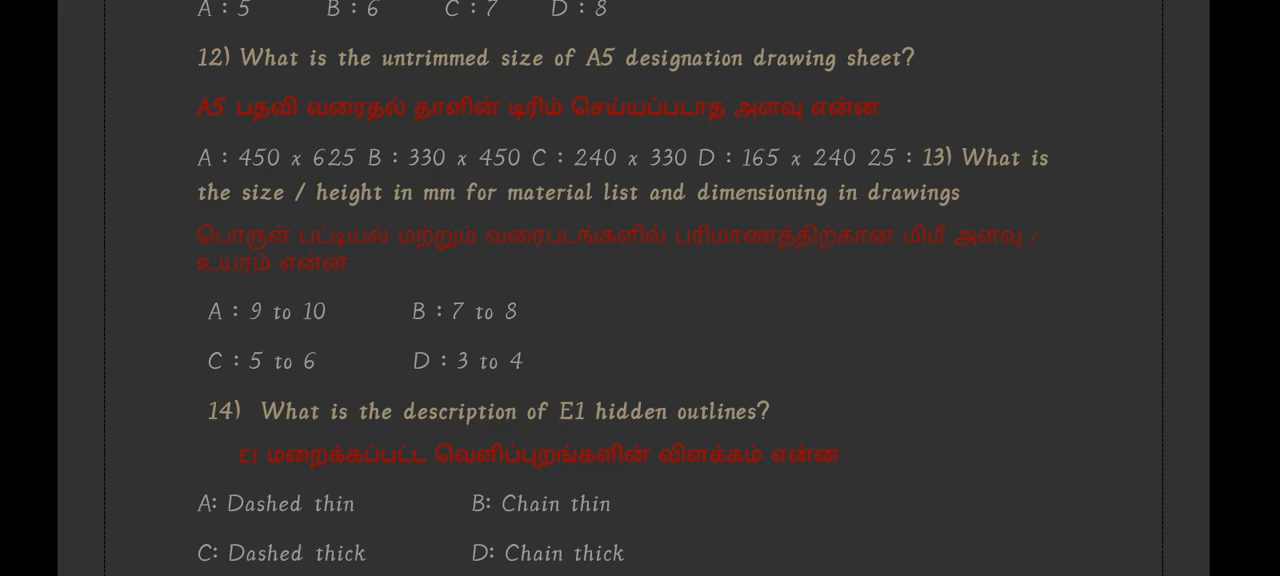 A : 5 B : 6 C : 7 D : 8
12) What is the untrimmed size of A5 designation drawing sheet?
A5 பதவி வரைதல் தாளின் டிரிம் செய்யப்படாத அளவு என்ன
A : 450 x 625 B : 330 x 450 C : 240 x 330 D : 165 x 240 25 : 13) What is
the size / height in mm for material list and dimensioning in drawings
பொருள் பட்டியல் மற்றும் வரைபடங்களில் பரிமாணத்திற்கான மிமீ அளவு /
உயரம் என்ன
A : 9 to 10 B : 7 to 8
C : 5 to 6 D : 3 to 4
14) What is the description of E1 hidden outlines?
E1 மறைக்கப்பட்ட வெளிப்புறங்களின் விளக்கம் என்ன
A: Dashed thin B: Chain thin
C: Dashed thick D: Chain thick